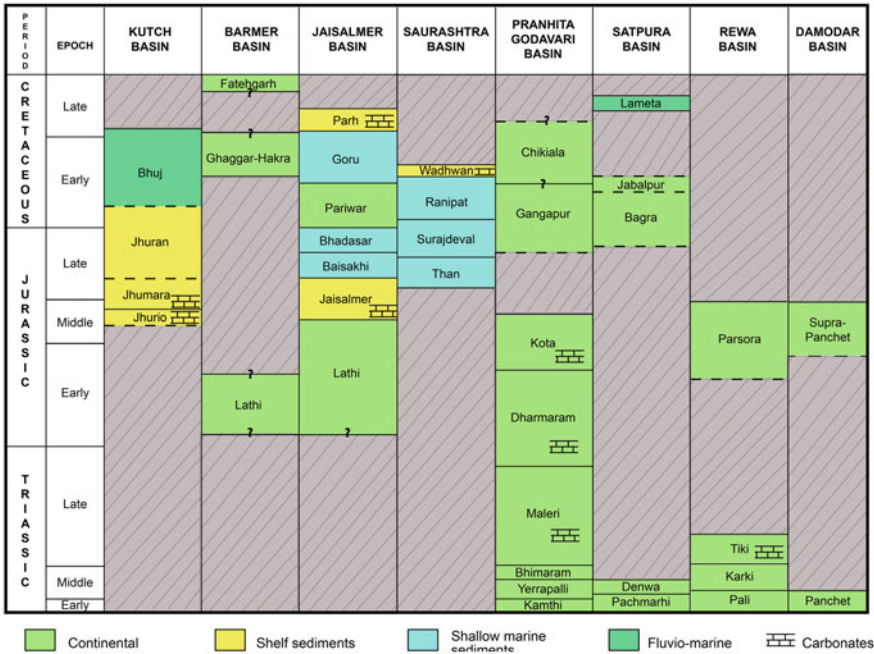 PERIOD
EPOCH
KUTCH
BASIN
BARMER
BASIN
JAISALMER
BASIN
SAURASHTRA
BASIN
PRANHITA
GODAVARI
BASIN
SATPURA
BASIN
REWA
BASIN
DAMODAR
BASIN
CRETACEOUS
Late
Early
JURASSIC
Late
Middle
Early
TRIASSIC
Late
Middle
Early
Bhuj
Jhuran
Jhumara
Jhurio
Fatehgarh
?
?
Ghaggar-Hakra
?
Lathi
?
Parh
Goru
Pariwar
Bhadasar
Baisakhi
Jaisalmer
Lathi
?
Wadhwan
Ranipat
Surajdeval
Than
?
Chikiala
?
Gangapur
Kota
Dharmaram
Maleri
Bhimaram
Yerrapalli
Kamthi
Lameta
Jabalpur
Bagra
Denwa
Pachmarhi
Parsora
Tiki
Karki
Pali
Supra-
Panchet
Panchet
Continental
Shelf sediments
Shallow marine
sediments
Fluvio-marine
Carbonates